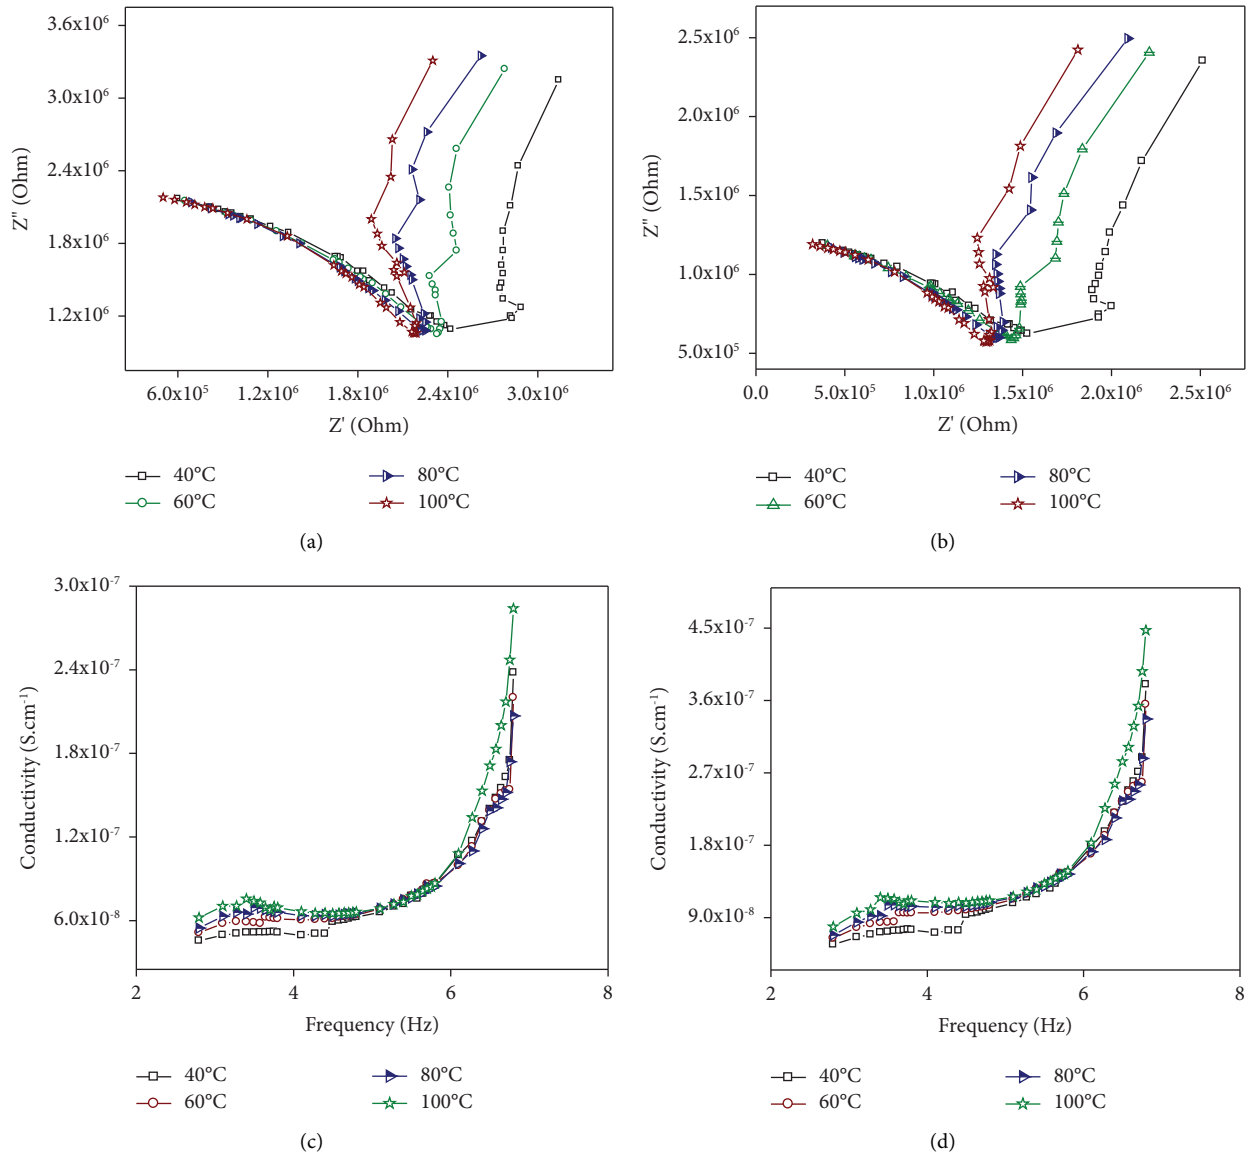 3.6x10⁶
3.0x10⁶
2.4x10⁶
1.8x10⁶
1.2x10⁶
Z'' (Ohm)
6.0x10⁵ 1.2x10⁶ 1.8x10⁶ 2.4x10⁶ 3.0x10⁶
Z' (Ohm)
40°C 80°C
60°C 100°C
(a)
2.5x10⁶
2.0x10⁶
1.5x10⁶
1.0x10⁶
5.0x10⁵
Z'' (Ohm)
0.0 5.0x10⁵ 1.0x10⁶ 1.5x10⁶ 2.0x10⁶ 2.5x10⁶
Z' (Ohm)
40°C 80°C
60°C 100°C
(b)
3.0x10⁻⁷
2.4x10⁻⁷
1.8x10⁻⁷
1.2x10⁻⁷
6.0x10⁻⁸
Conductivity (S.cm⁻¹)
2 4 6 8
Frequency (Hz)
40°C 80°C
60°C 100°C
(c)
4.5x10⁻⁷
3.6x10⁻⁷
2.7x10⁻⁷
1.8x10⁻⁷
9.0x10⁻⁸
Conductivity (S.cm⁻¹)
2 4 6 8
Frequency (Hz)
40°C 80°C
60°C 100°C
(d)